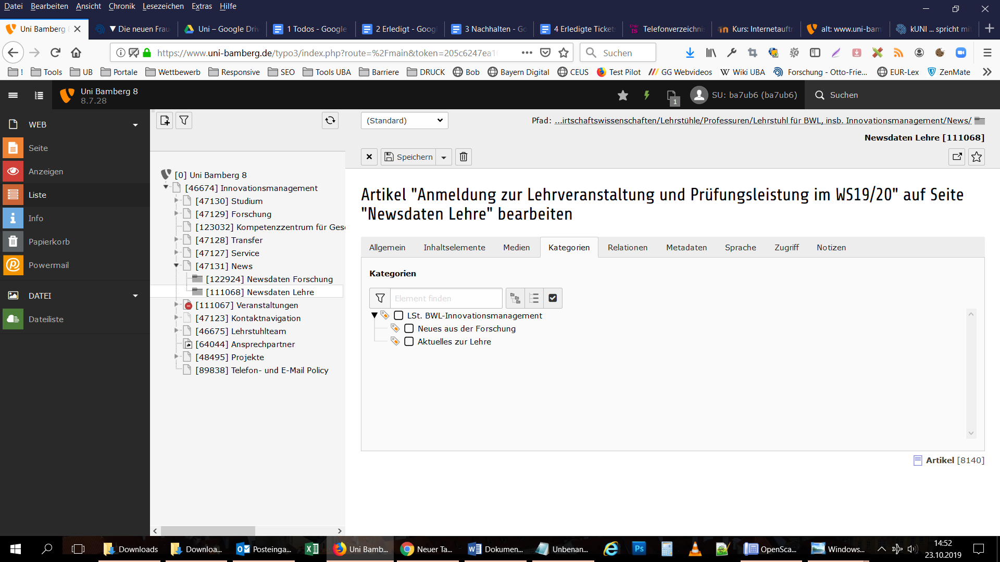 Datei Bearbeiten Ansicht Chronik Lesezeichen Extras Hilfe
Uni Bamberg ▼ Die neuen Frau Uni – Google Driv 1 Todos - Google 2 Erledigt - Goog 3 Nachhalten - Go 4 Erledigte Ticket Telefonverzeichnis Kurs: Internetauftr alt: www.uni-bam kUNI ... spricht mi
https://www.uni-bamberg.de/typo3/index.php?route=%2Fmain&token=205c6247ea1 Suchen
! Tools UB Portale Wettbewerb Responsive SEO Tools UBA Barriere DRUCK Bob Bayern Digital CEUS Test Pilot GG Webvideos Wiki UBA Forschung - Otto-Frie... EUR-Lex ZenMate
Uni Bamberg 8
8.7.28
1
SU: ba7ub6 (ba7ub6)
Suchen
WEB
Seite
Anzeigen
Liste
Info
Papierkorb
Powermail
DATEI
Dateiliste
[0] Uni Bamberg 8
[46674] Innovationsmanagement
[47130] Studium
[47129] Forschung
[123032] Kompetenzzentrum für Gesc
[47128] Transfer
[47127] Service
[47131] News
[122924] Newsdaten Forschung
[111068] Newsdaten Lehre
[111067] Veranstaltungen
[47123] Kontaktnavigation
[46675] Lehrstuhlteam
[64044] Ansprechpartner
[48495] Projekte
[89838] Telefon- und E-Mail Policy
(Standard)
Pfad: ...irtschaftswissenschaften/Lehrstühle/Professuren/Lehrstuhl für BWL, insb. Innovationsmanagement/News/
Newsdaten Lehre [111068]
Speichern
Artikel "Anmeldung zur Lehrveranstaltung und Prüfungsleistung im WS19/20" auf Seite
"Newsdaten Lehre" bearbeiten
Allgemein Inhaltselemente Medien Kategorien Relationen Metadaten Sprache Zugriff Notizen
Kategorien
Element finden
LSt. BWL-Innovationsmanagement
Neues aus der Forschung
Aktuelles zur Lehre
Artikel [8140]
Downloads Downloa... Posteinga... Uni Bamb... Neuer Ta... Dokumen... Unbenan... Ps OpenSca... Windows...
14:52
23.10.2019